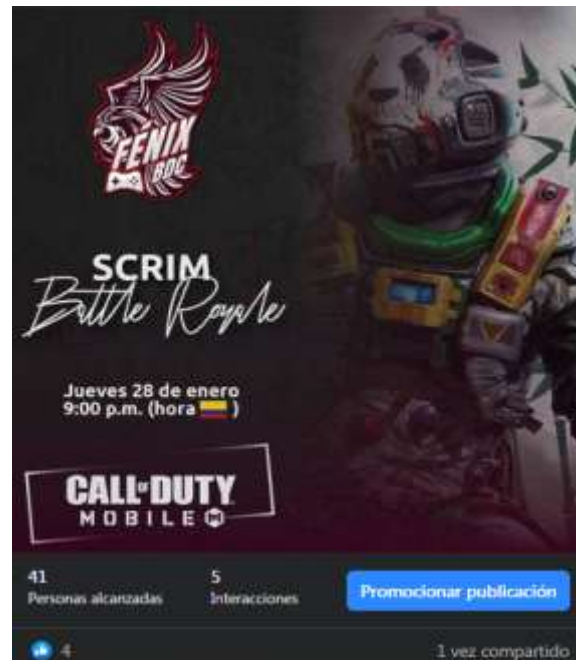 FÉNIX
BDC
SCRIM
Battle Royale
Jueves 28 de enero
9:00 p.m. (hora )
CALL OF DUTY
MOBILE
41
Personas alcanzadas
5
Interacciones
Promocionar publicación
4
1 vez compartido